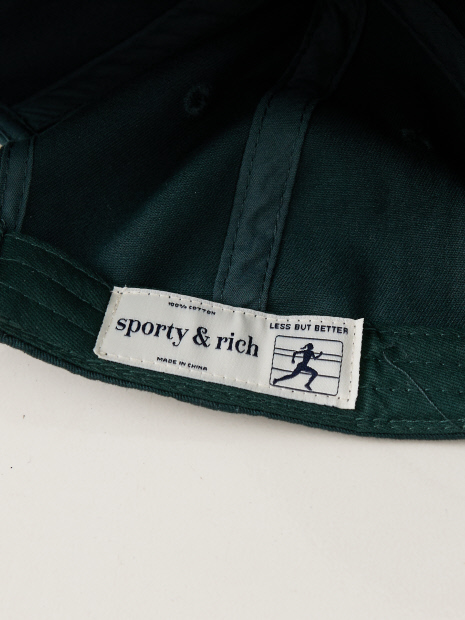 100% COTTON
sporty & rich
MADE IN CHINA
LESS BUT BETTER